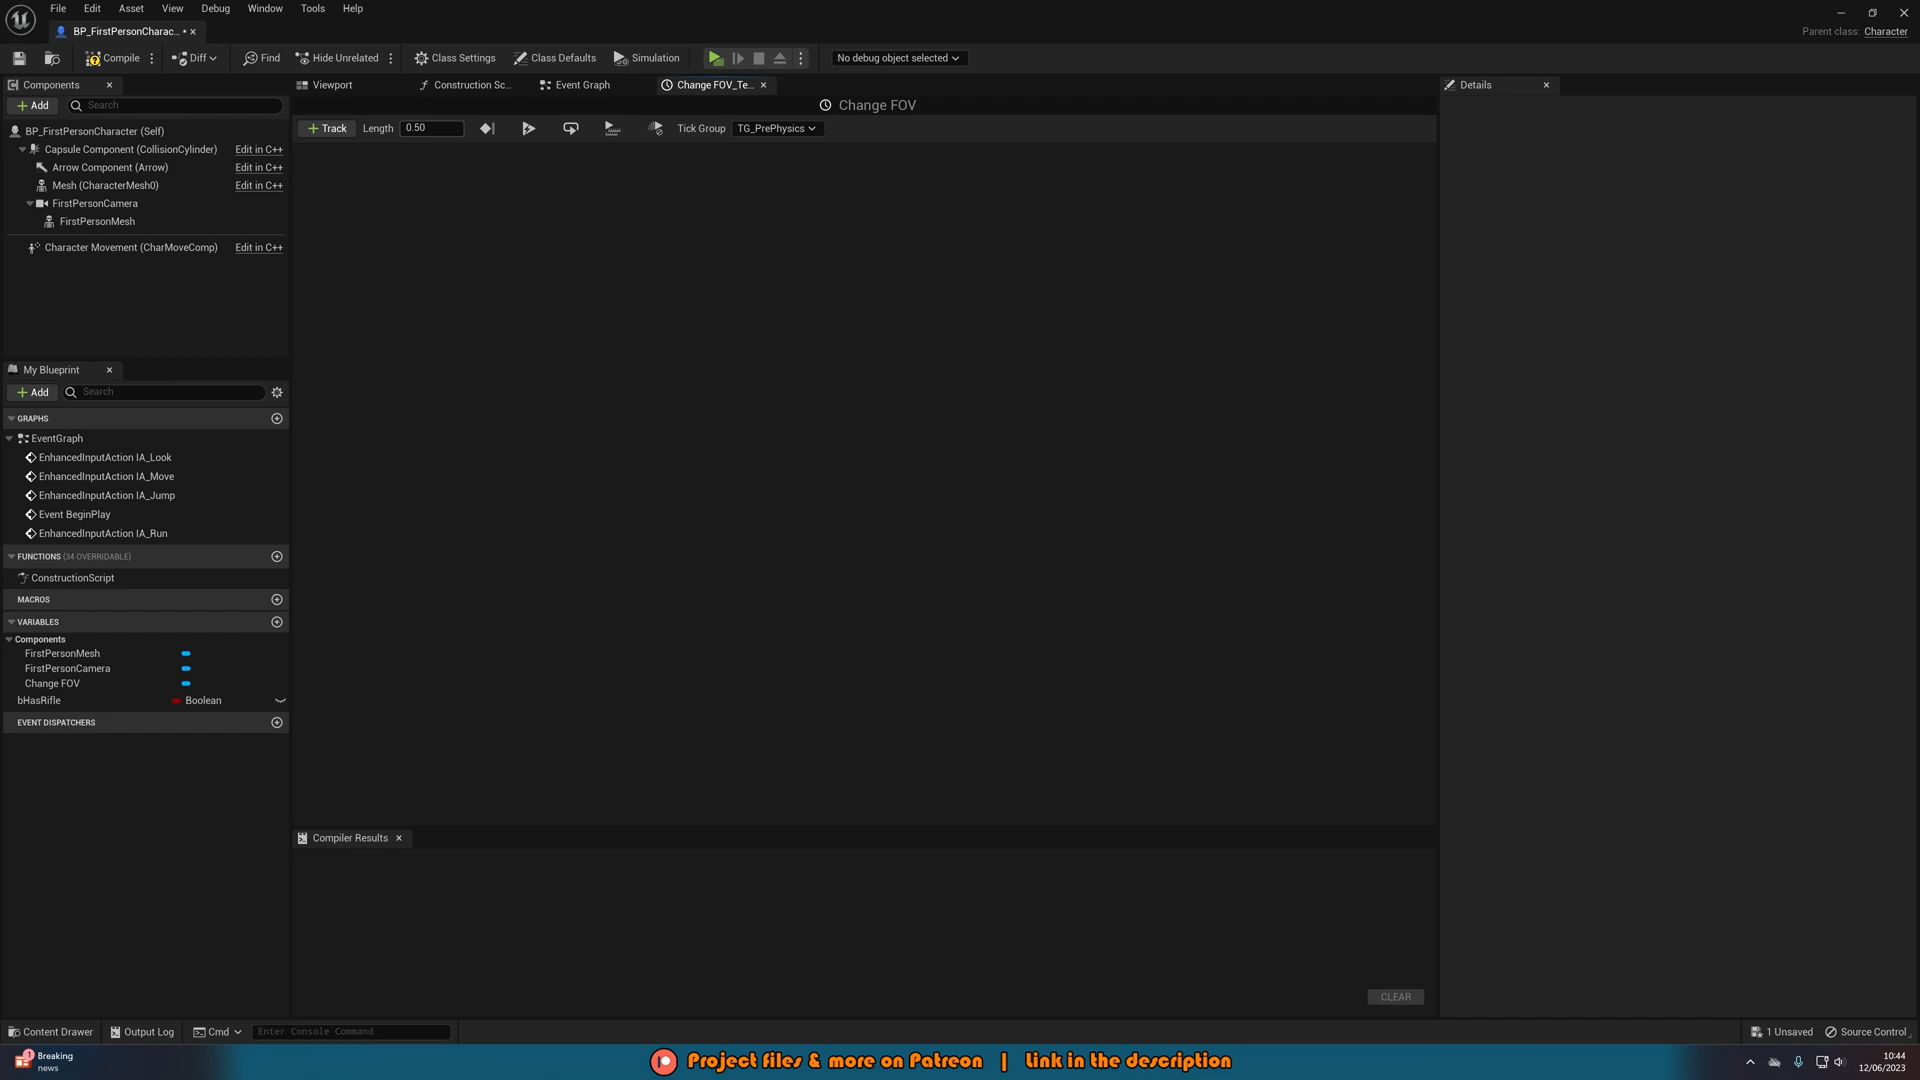 File Edit Asset View Debug Window Tools Help
BP_FirstPersonCharac... •
Parent class: Character
Compile Diff Find Hide Unrelated Class Settings Class Defaults Simulation No debug object selected
Components
Add Search
BP_FirstPersonCharacter (Self)
Capsule Component (CollisionCylinder) Edit in C++
Arrow Component (Arrow) Edit in C++
Mesh (CharacterMesh0) Edit in C++
FirstPersonCamera
FirstPersonMesh
Character Movement (CharMoveComp) Edit in C++
My Blueprint
Add Search
GRAPHS
EventGraph
EnhancedInputAction IA_Look
EnhancedInputAction IA_Move
EnhancedInputAction IA_Jump
Event BeginPlay
EnhancedInputAction IA_Run
FUNCTIONS (34 OVERRIDABLE)
ConstructionScript
MACROS
VARIABLES
Components
FirstPersonMesh
FirstPersonCamera
Change FOV
bHasRifle Boolean
EVENT DISPATCHERS
Viewport Construction Sc... Event Graph Change FOV_Te...
Change FOV
Track Length 0.50 Tick Group TG_PrePhysics
Compiler Results
CLEAR
Details
Content Drawer Output Log Cmd Enter Console Command
1 Unsaved Source Control
1
Breaking
news
Project files & more on Patreon | Link in the description
10:44
12/06/2023